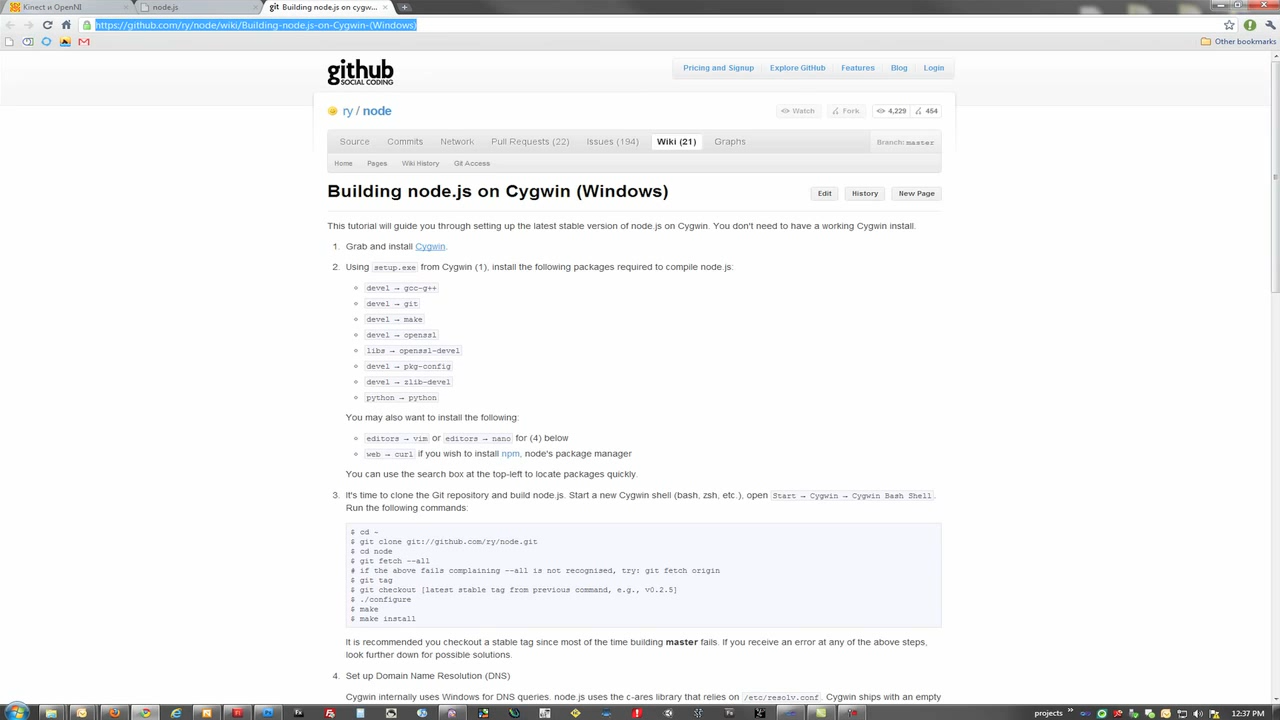 Kinect и OpenNI
node.js
Building node.js on cygw...
https://github.com/ry/node/wiki/Building-node.js-on-Cygwin-(Windows)
Other bookmarks
github
SOCIAL CODING
Pricing and Signup
Explore GitHub
Features
Blog
Login
ry / node
Watch
Fork
4,229
454
Source
Commits
Network
Pull Requests (22)
Issues (194)
Wiki (21)
Graphs
Branch: master
Home
Pages
Wiki History
Git Access
Building node.js on Cygwin (Windows)
Edit
History
New Page
This tutorial will guide you through setting up the latest stable version of node.js on Cygwin. You don't need to have a working Cygwin install.
1. Grab and install Cygwin.
2. Using setup.exe from Cygwin (1), install the following packages required to compile node.js:
devel → gcc-g++
devel → git
devel → make
devel → openssl
libs → openssl-devel
devel → pkg-config
devel → zlib-devel
python → python
You may also want to install the following:
editors → vim or editors → nano for (4) below
web → curl if you wish to install npm, node's package manager
You can use the search box at the top-left to locate packages quickly.
3. It's time to clone the Git repository and build node.js. Start a new Cygwin shell (bash, zsh, etc.), open Start → Cygwin → Cygwin Bash Shell.
Run the following commands:
$ cd ~
$ git clone git://github.com/ry/node.git
$ cd node
$ git fetch --all
# if the above fails complaining --all is not recognised, try: git fetch origin
$ git tag
$ git checkout [latest stable tag from previous command, e.g., v0.2.5]
$ ./configure
$ make
$ make install
It is recommended you checkout a stable tag since most of the time building master fails. If you receive an error at any of the above steps,
look further down for possible solutions.
4. Set up Domain Name Resolution (DNS)
Cygwin internally uses Windows for DNS queries. node.js uses the c-ares library that relies on /etc/resolv.conf. Cygwin ships with an empty
projects
12:37 PM